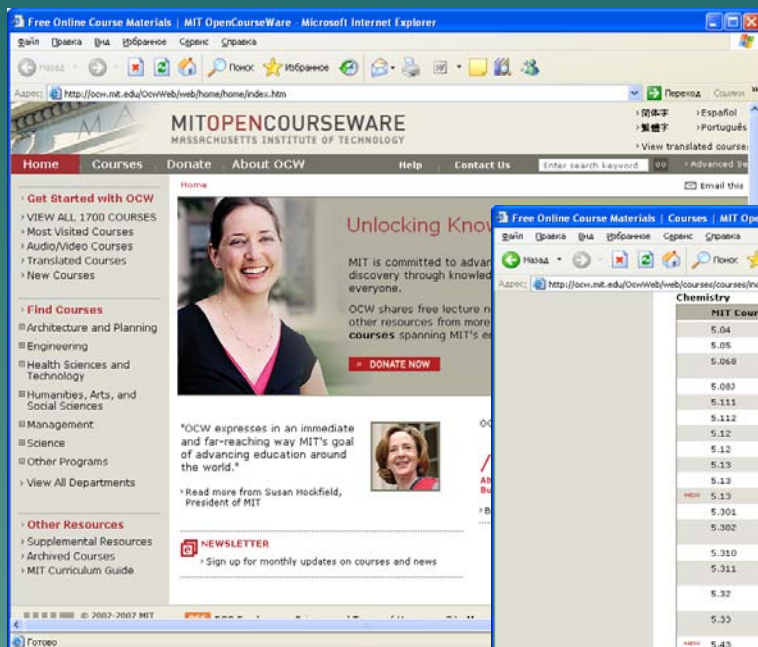 Free Online Course Materials | MIT OpenCourseWare - Microsoft Internet Explorer
Файл Правка Вид Избранное Сервис Справка
Назад Поиск Избранное
Адрес: http://ocw.mit.edu/OcwWeb/web/home/home/index.htm Переход Ссылки »
MITOPENCOURSEWARE
MASSACHUSETTS INSTITUTE OF TECHNOLOGY
› 简体字 › Español
› 繁體字 › Português
› View translated course
Home Courses Donate About OCW Help Contact Us Enter search keyword GO › Advanced Se
Home
Email this
› Get Started with OCW
› VIEW ALL 1700 COURSES
› Most Visited Courses
› Audio/Video Courses
› Translated Courses
› New Courses
› Find Courses
Architecture and Planning
Engineering
Health Sciences and
Technology
Humanities, Arts, and
Social Sciences
Management
Science
Other Programs
› View All Departments
› Other Resources
› Supplemental Resources
› Archived Courses
› MIT Curriculum Guide
© 2002-2007 MIT
Unlocking Know
MIT is committed to advan
discovery through knowled
everyone.
OCW shares free lecture n
other resources from more
courses spanning MIT's e
» DONATE NOW
"OCW expresses in an immediate
and far-reaching way MIT's goal
of advancing education around
the world."
› Read more from Susan Hockfield,
President of MIT
NEWSLETTER
› Sign up for monthly updates on courses and news
Готово
Free Online Course Materials | Courses | MIT Ope
Файл Правка Вид Избранное Сервис Справка
Назад Поиск
Адрес: http://ocw.mit.edu/OcwWeb/web/courses/courses/in
Chemistry
MIT Cour
5.04
5.05
5.068
5.083
5.111
5.112
5.12
5.12
5.13
5.13
NEW 5.13
5.301
5.302
5.310
5.311
5.32
5.33
NEW 5.43